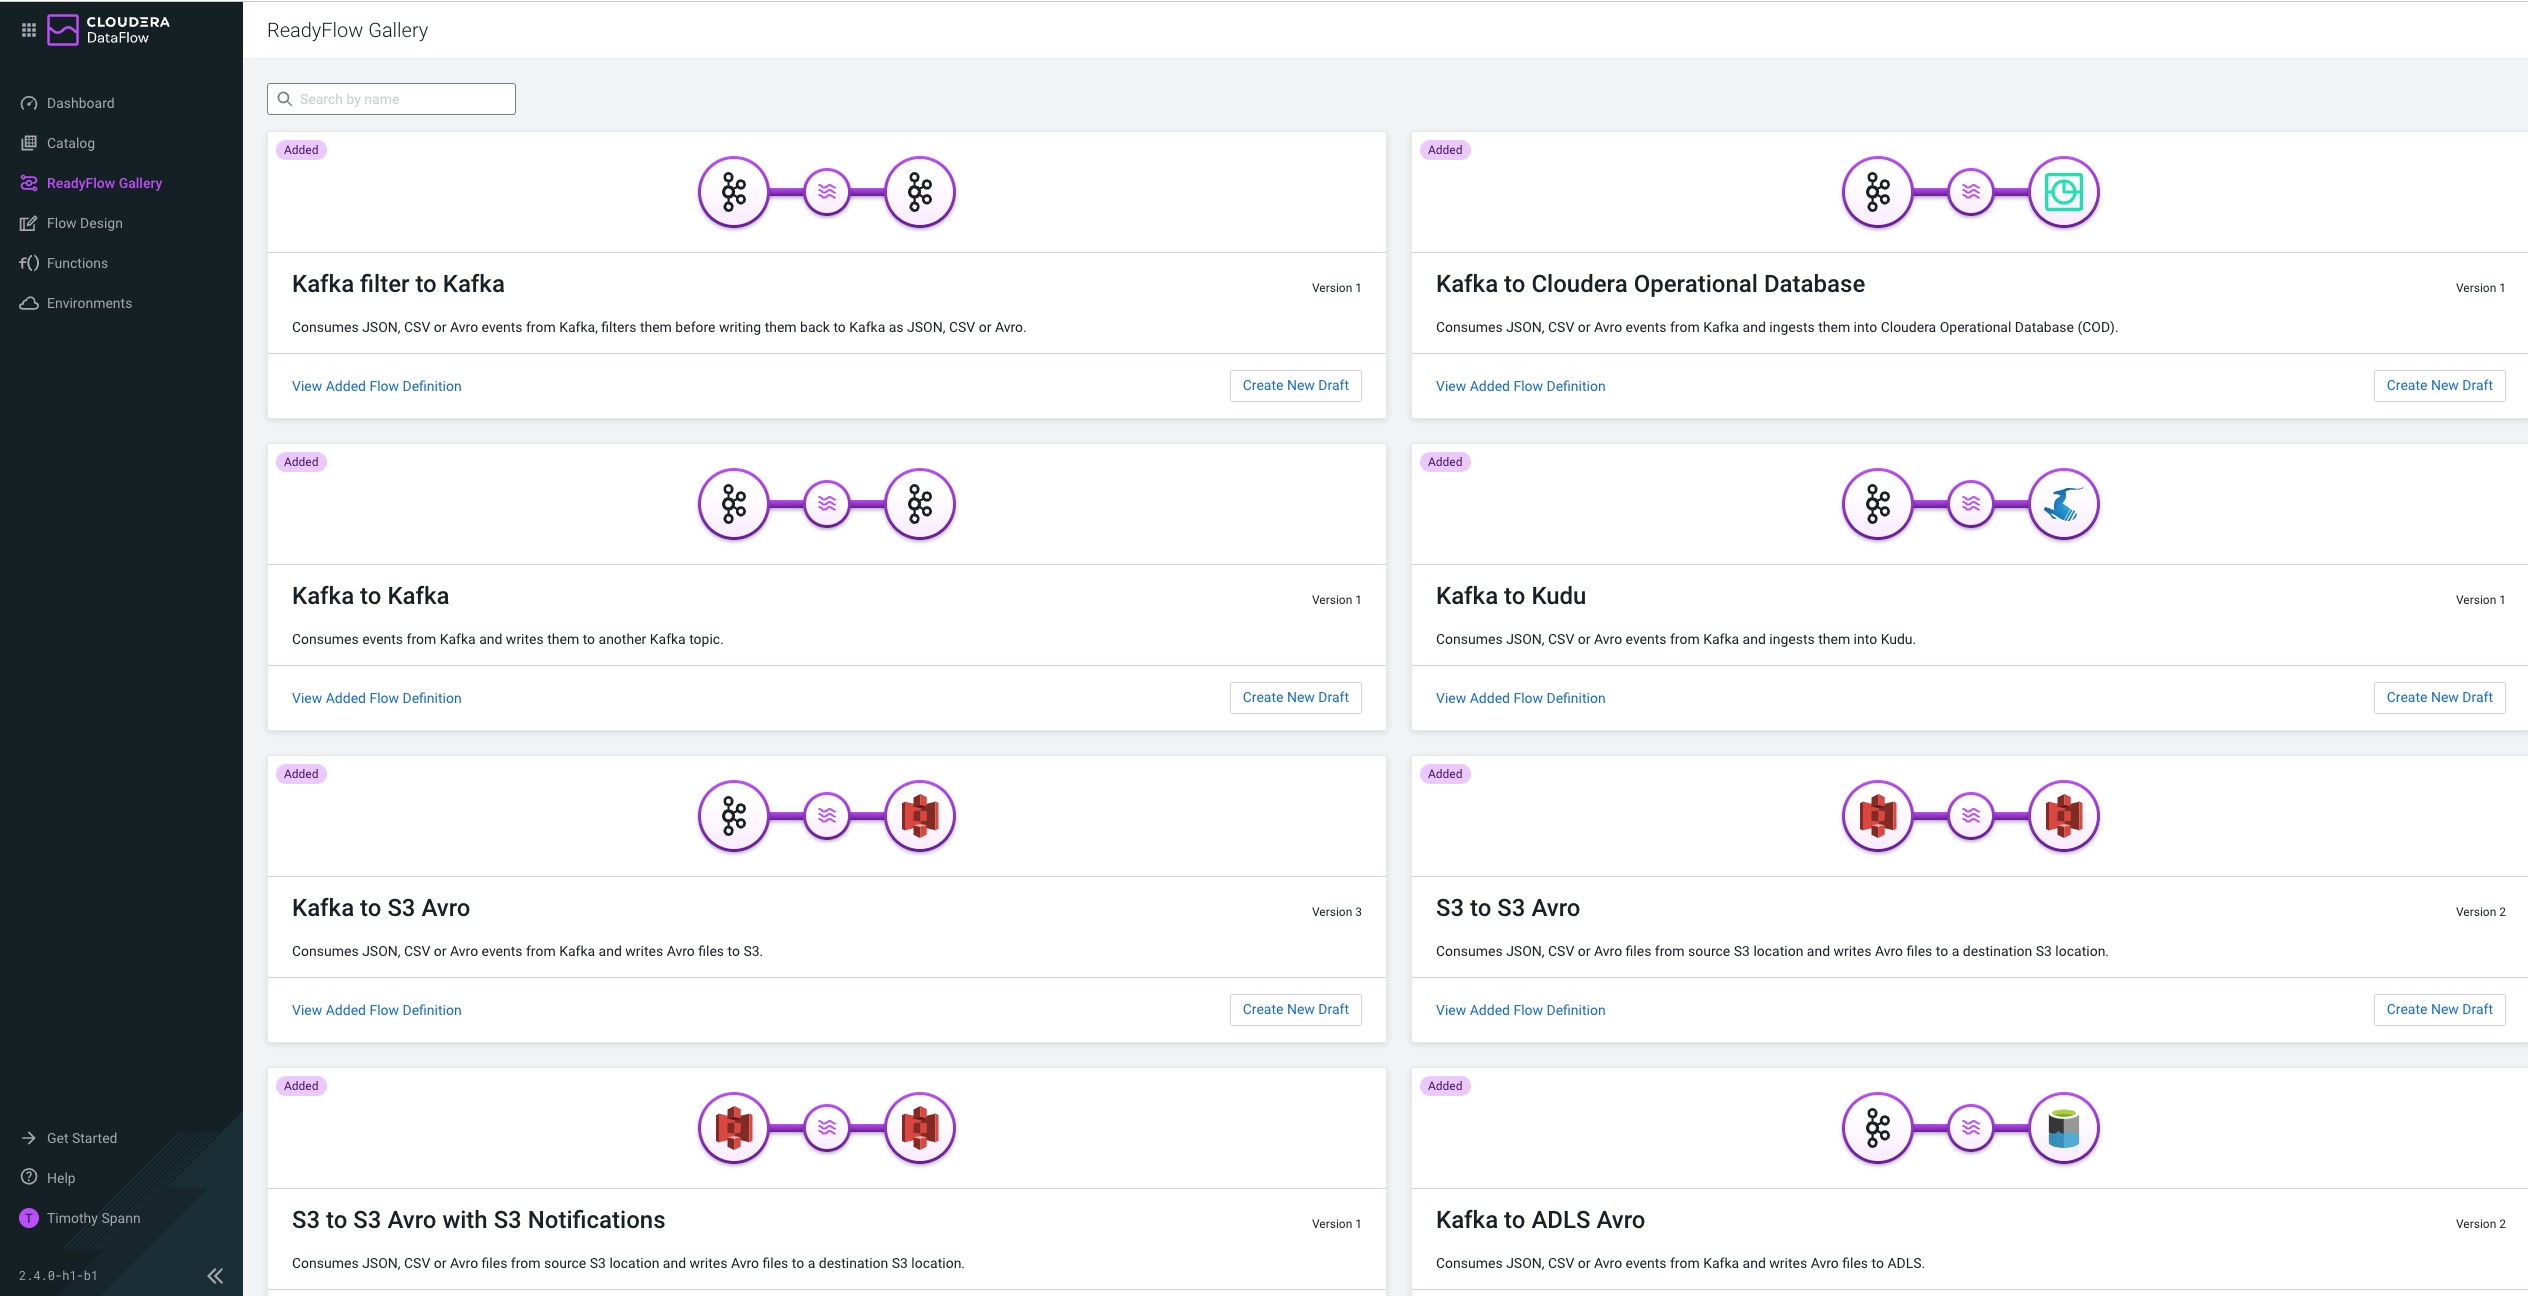 CLOUDERA
DataFlow
Dashboard
Catalog
ReadyFlow Gallery
Flow Design
f() Functions
Environments
Get Started
Help
T Timothy Spann
2.4.0-h1-b1
ReadyFlow Gallery
Search by name
Added
Kafka filter to Kafka
Version 1
Consumes JSON, CSV or Avro events from Kafka, filters them before writing them back to Kafka as JSON, CSV or Avro.
View Added Flow Definition
Create New Draft
Added
Kafka to Cloudera Operational Database
Version 1
Consumes JSON, CSV or Avro events from Kafka and ingests them into Cloudera Operational Database (COD).
View Added Flow Definition
Create New Draft
Added
Kafka to Kafka
Version 1
Consumes events from Kafka and writes them to another Kafka topic.
View Added Flow Definition
Create New Draft
Added
Kafka to Kudu
Version 1
Consumes JSON, CSV or Avro events from Kafka and ingests them into Kudu.
View Added Flow Definition
Create New Draft
Added
Kafka to S3 Avro
Version 3
Consumes JSON, CSV or Avro events from Kafka and writes Avro files to S3.
View Added Flow Definition
Create New Draft
Added
S3 to S3 Avro
Version 2
Consumes JSON, CSV or Avro files from source S3 location and writes Avro files to a destination S3 location.
View Added Flow Definition
Create New Draft
Added
S3 to S3 Avro with S3 Notifications
Version 1
Consumes JSON, CSV or Avro files from source S3 location and writes Avro files to a destination S3 location.
Added
Kafka to ADLS Avro
Version 2
Consumes JSON, CSV or Avro events from Kafka and writes Avro files to ADLS.